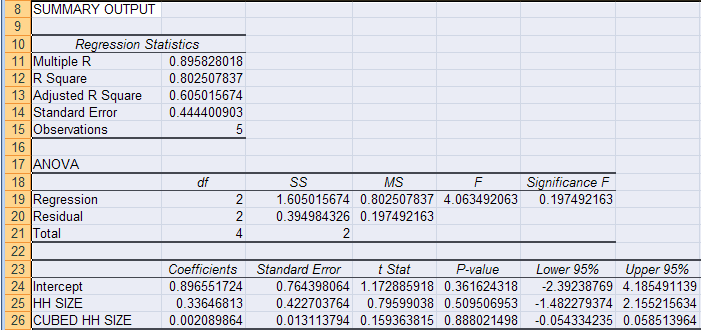 8 SUMMARY OUTPUT
9
10 Regression Statistics
11 Multiple R 0.895828018
12 R Square 0.802507837
13 Adjusted R Square 0.605015674
14 Standard Error 0.444400903
15 Observations 5
16
17 ANOVA
18 df SS MS F Significance F
19 Regression 2 1.605015674 0.802507837 4.063492063 0.197492163
20 Residual 2 0.394984326 0.197492163
21 Total 4 2
22
23 Coefficients Standard Error t Stat P-value Lower 95% Upper 95%
24 Intercept 0.896551724 0.764398064 1.172885918 0.361624318 -2.39238769 4.185491139
25 HH SIZE 0.33646813 0.422703764 0.79599038 0.509506953 -1.482279374 2.155215634
26 CUBED HH SIZE 0.002089864 0.013113794 0.159363815 0.888021498 -0.054334235 0.058513964